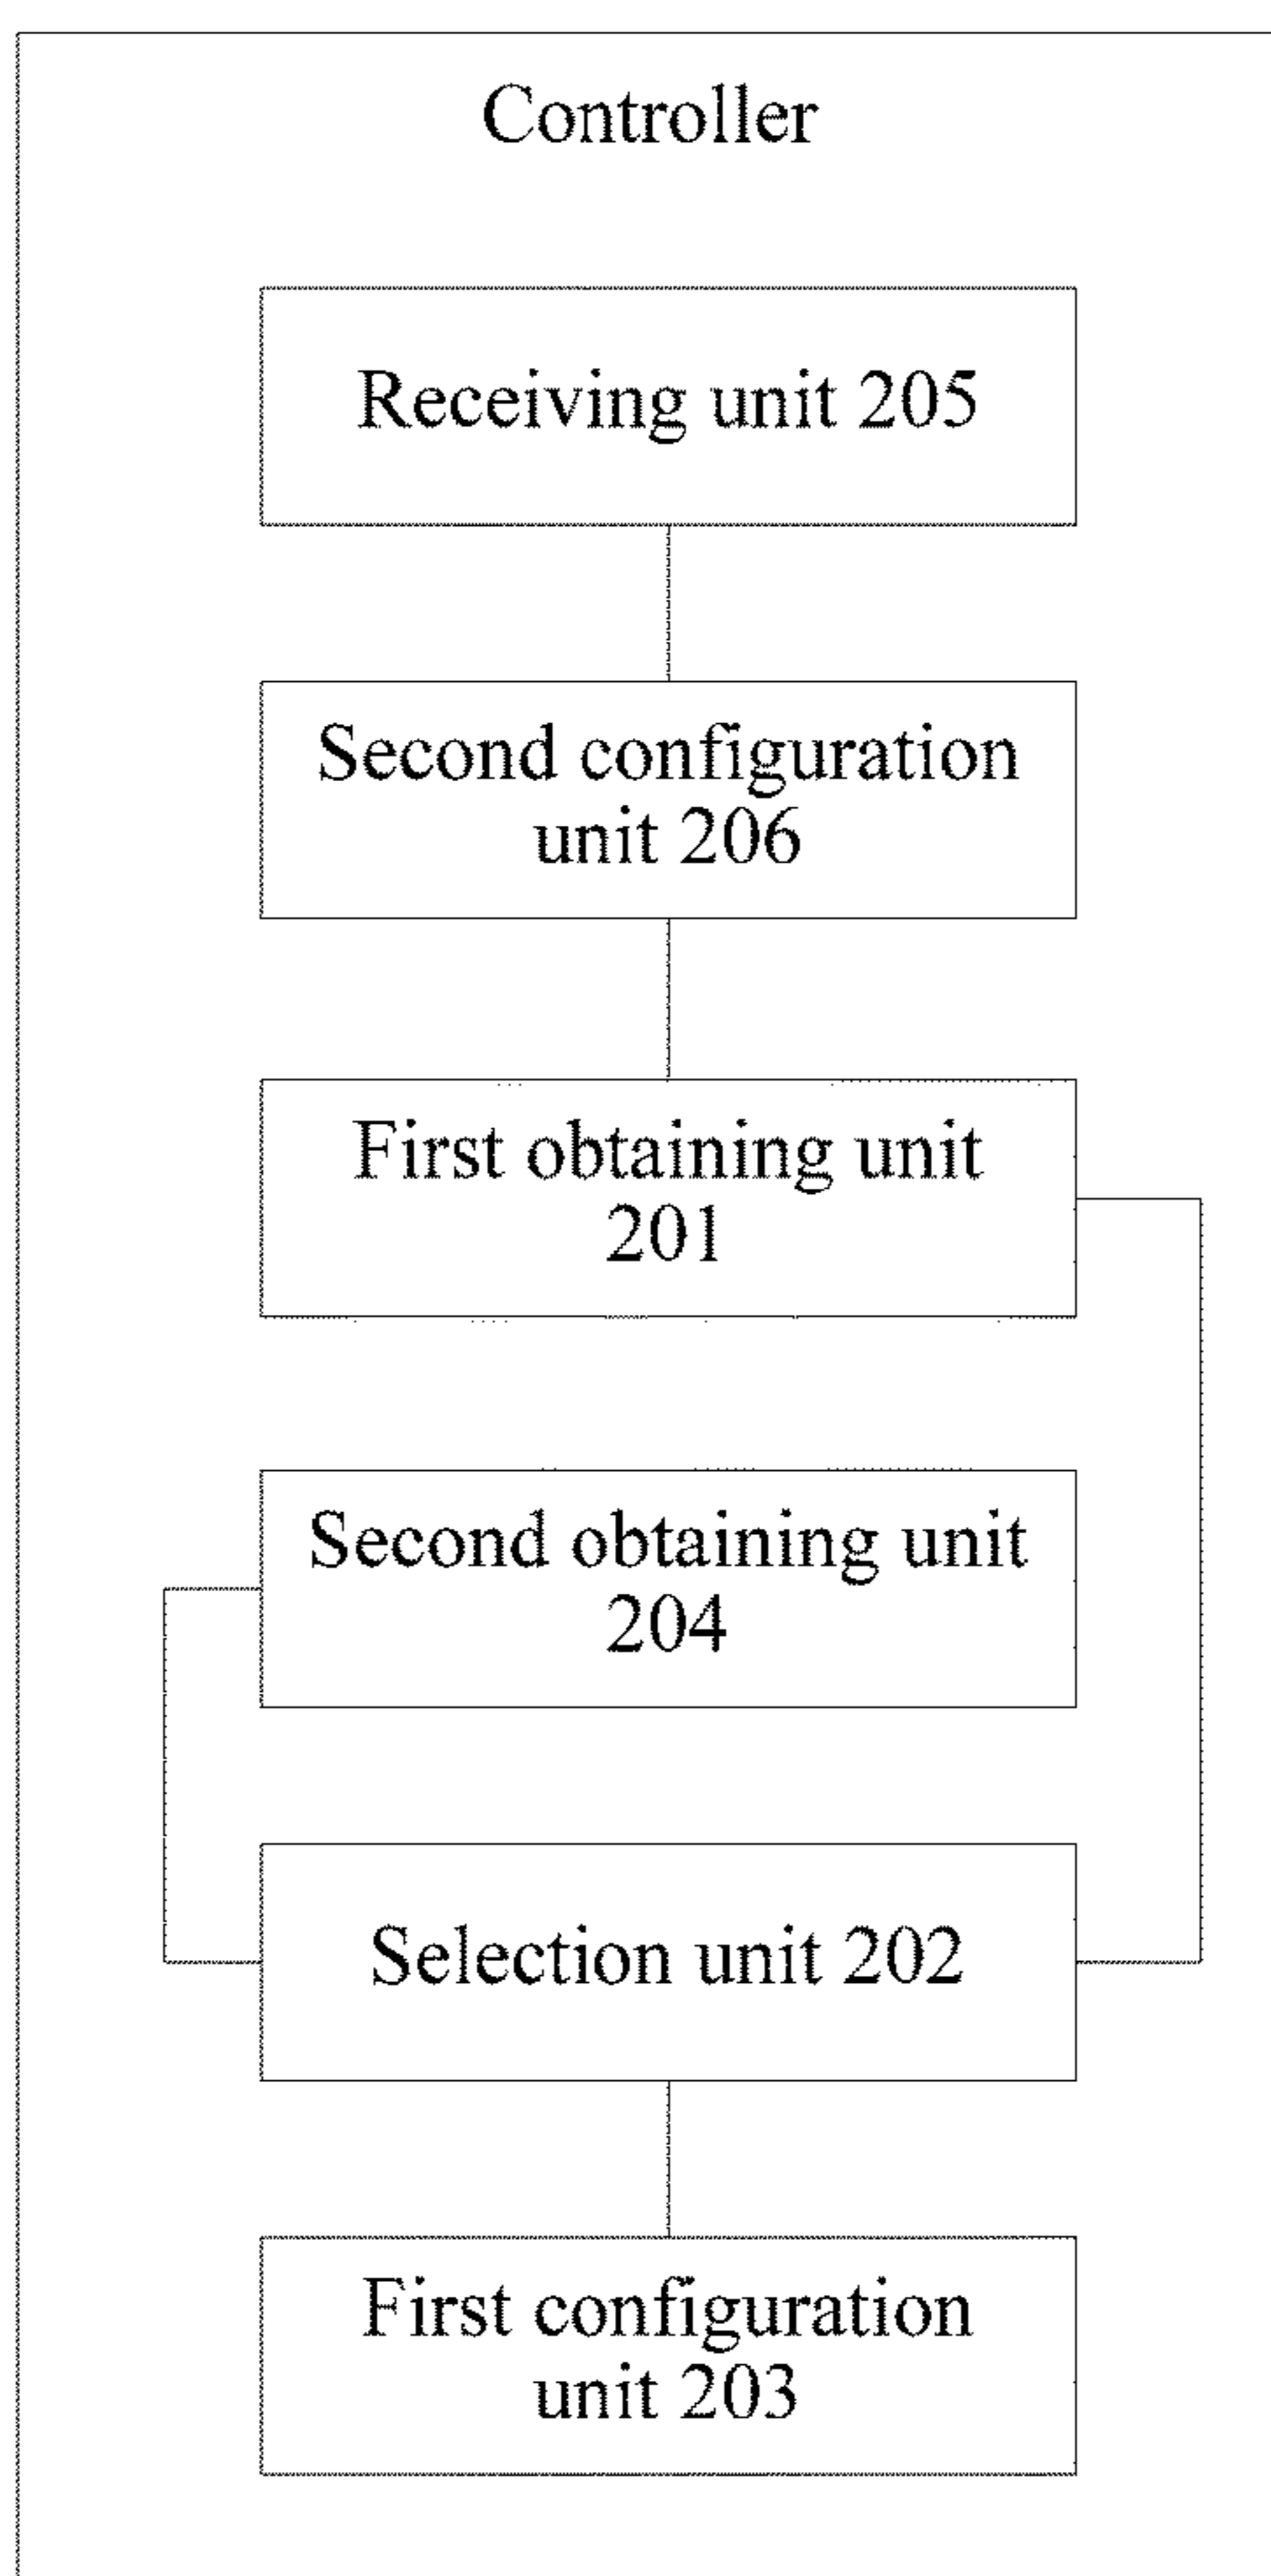 Controller
Receiving unit 205
Second configuration
unit 206
First obtaining unit
201
Second obtaining unit
204
Selection unit 202
First configuration
unit 203